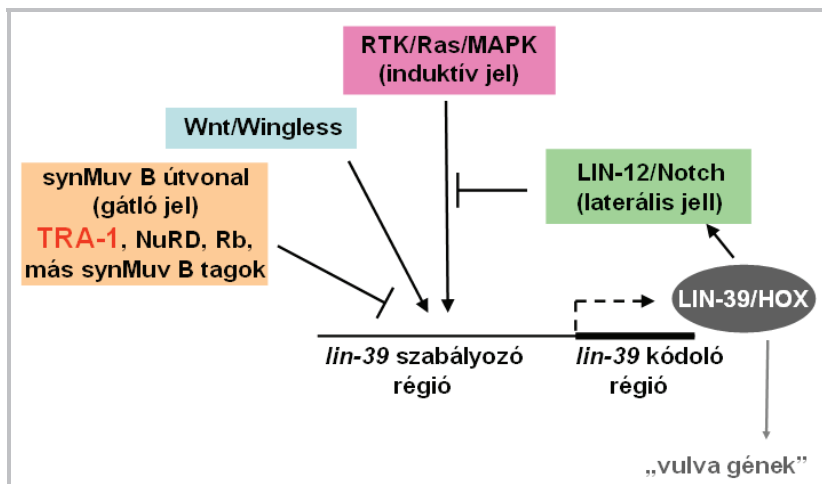 RTK/Ras/MAPK
(induktív jel)
Wnt/Wingless
synMuv B útvonal
(gátló jel)
TRA-1, NuRD, Rb,
más synMuv B tagok
LIN-12/Notch
(laterális jell)
LIN-39/HOX
lin-39 szabályozó
régió
lin-39 kódoló
régió
„vulva gének”